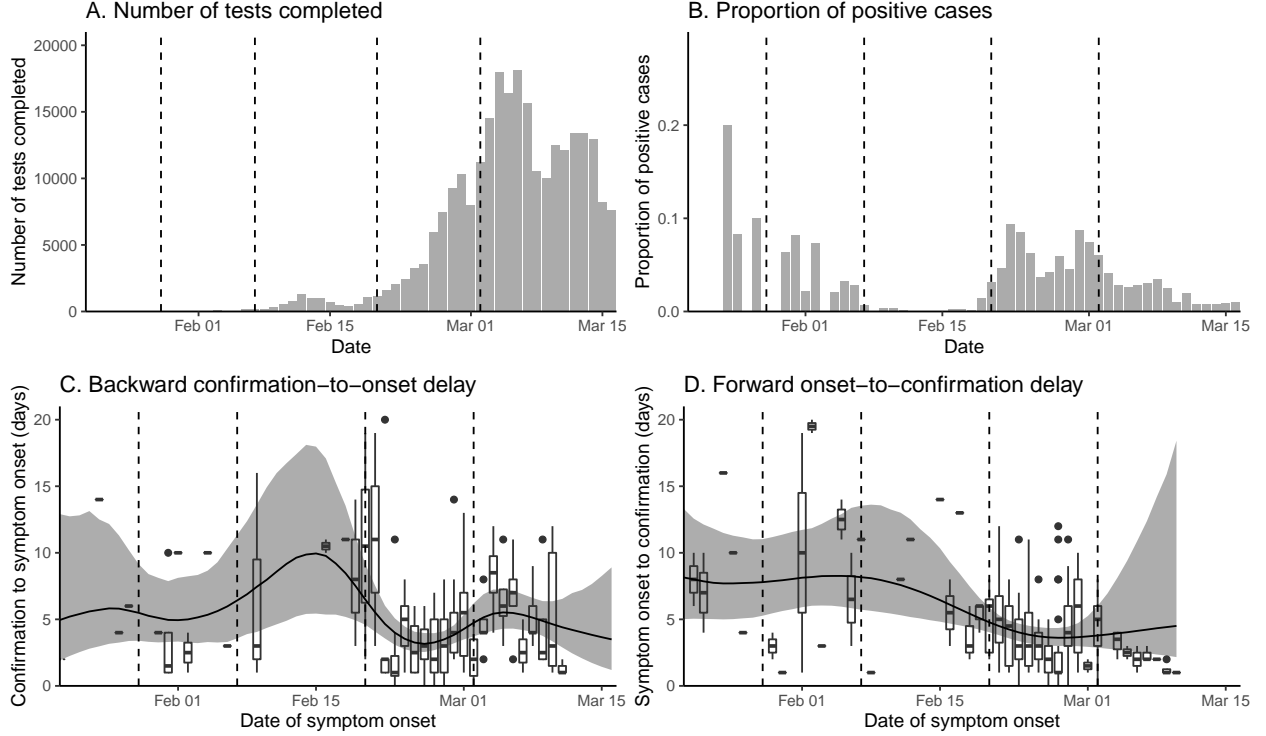 A. Number of tests completed
Number of tests completed
20000
15000
10000
5000
0
Feb 01
Feb 15
Mar 01
Mar 15
Date
B. Proportion of positive cases
Proportion of positive cases
0.2
0.1
0.0
Feb 01
Feb 15
Mar 01
Mar 15
Date
C. Backward confirmation−to−onset delay
Confirmation to symptom onset (days)
20
15
10
5
0
Feb 01
Feb 15
Mar 01
Mar 15
Date of symptom onset
D. Forward onset−to−confirmation delay
Symptom onset to confirmation (days)
20
15
10
5
0
Feb 01
Feb 15
Mar 01
Mar 15
Date of symptom onset